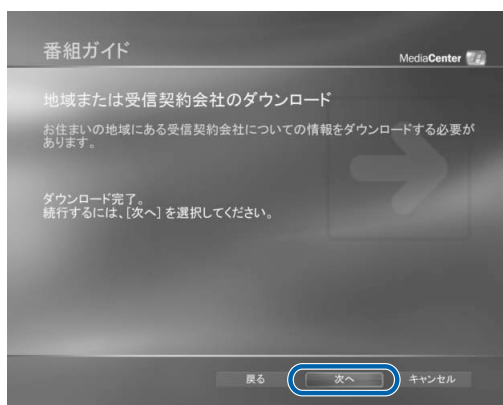 番組ガイド
MediaCenter
地域または受信契約会社のダウンロード
お住まいの地域にある受信契約会社についての情報をダウンロードする必要が
あります。
ダウンロード完了。
続行するには、[次へ] を選択してください。
戻る 次へ キャンセル